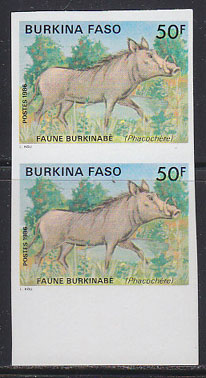 BURKINA FASO
50F
POSTES 1986
FAUNE BURKINABÈ
(Phacochère)
BURKINA FASO
50F
POSTES 1986
FAUNE BURKINABÈ
(Phacochère)